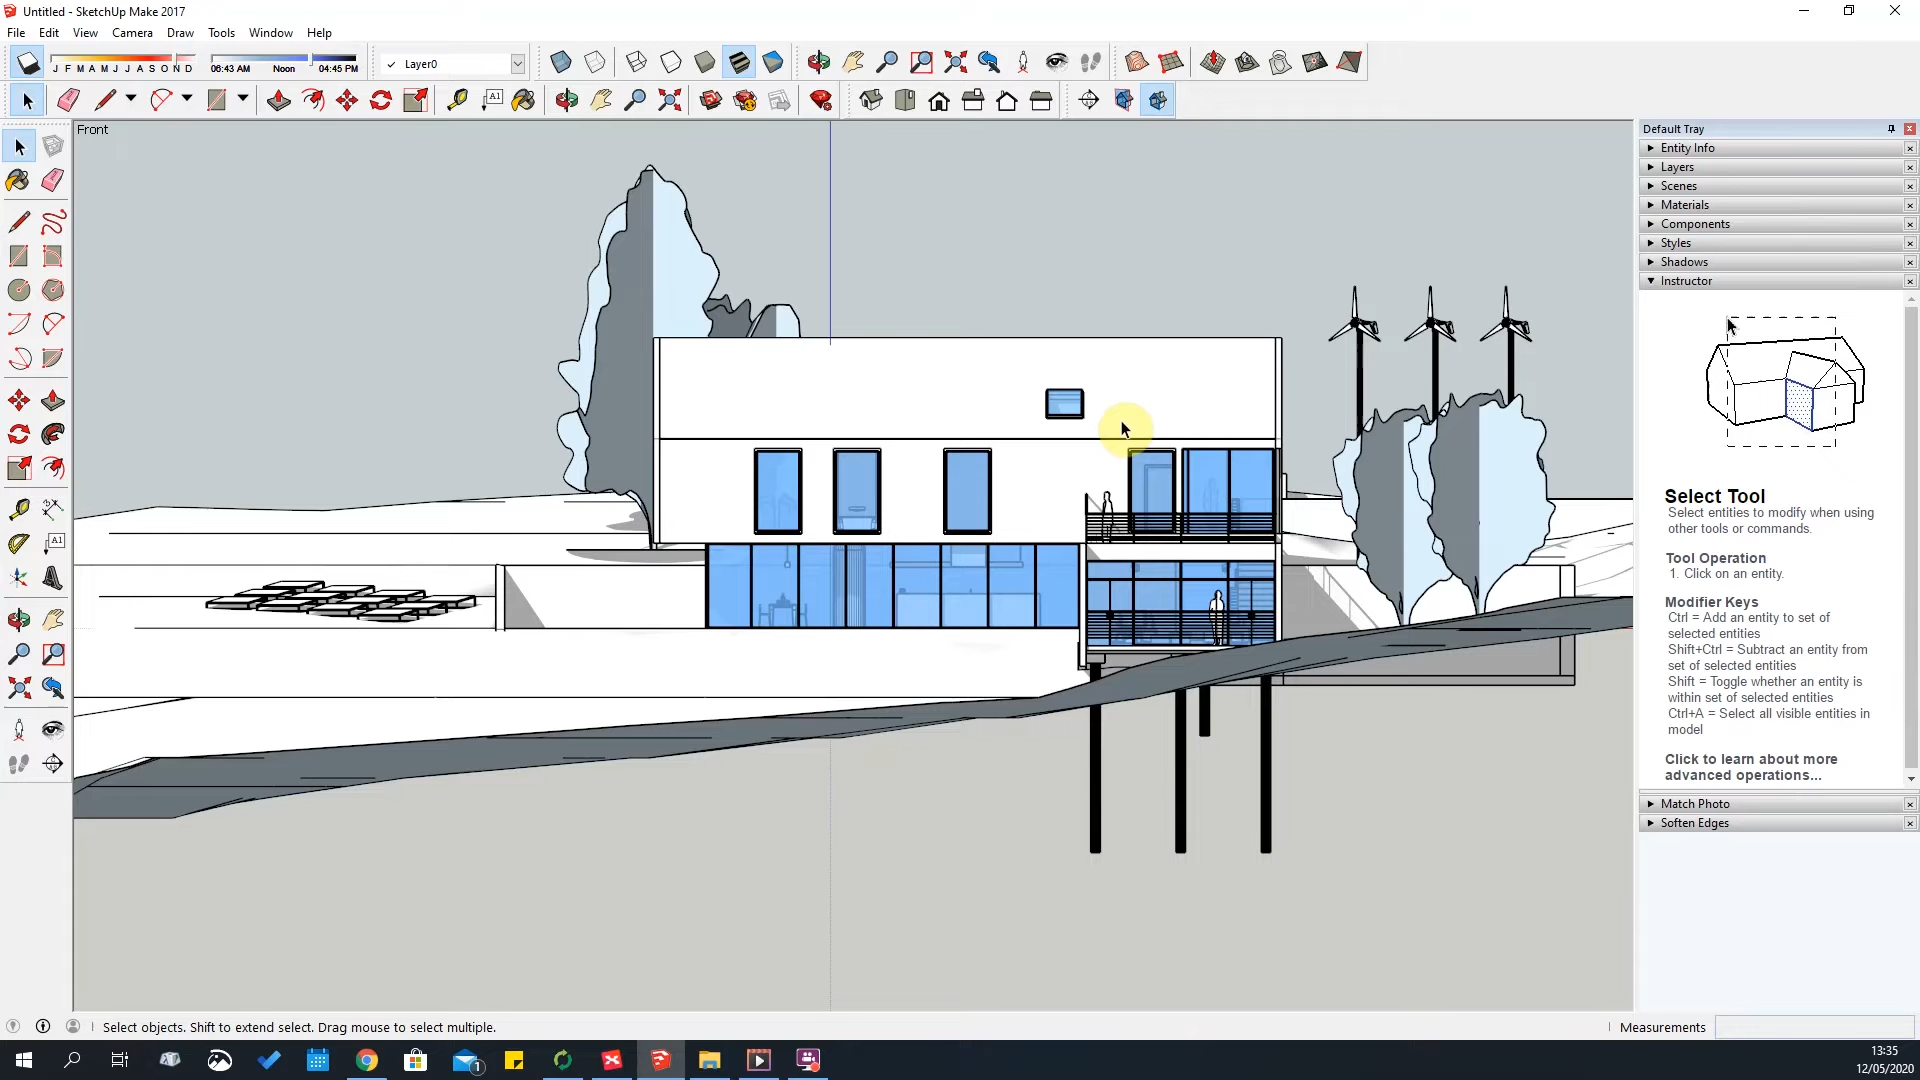 Untitled - SketchUp Make 2017
File Edit View Camera Draw Tools Window Help
J F M A M J J A S O N D
06:43 AM Noon 04:45 PM
✓ Layer0
A1
Front
Default Tray
Entity Info
Layers
Scenes
Materials
Components
Styles
Shadows
Instructor
A1
Select Tool
Select entities to modify when using
other tools or commands.
Tool Operation
1. Click on an entity.
Modifier Keys
Ctrl = Add an entity to set of
selected entities
Shift+Ctrl = Subtract an entity from
set of selected entities
Shift = Toggle whether an entity is
within set of selected entities
Ctrl+A = Select all visible entities in
model
Click to learn about more
advanced operations...
Match Photo
Soften Edges
Select objects. Shift to extend select. Drag mouse to select multiple.
Measurements
1
13:35
12/05/2020